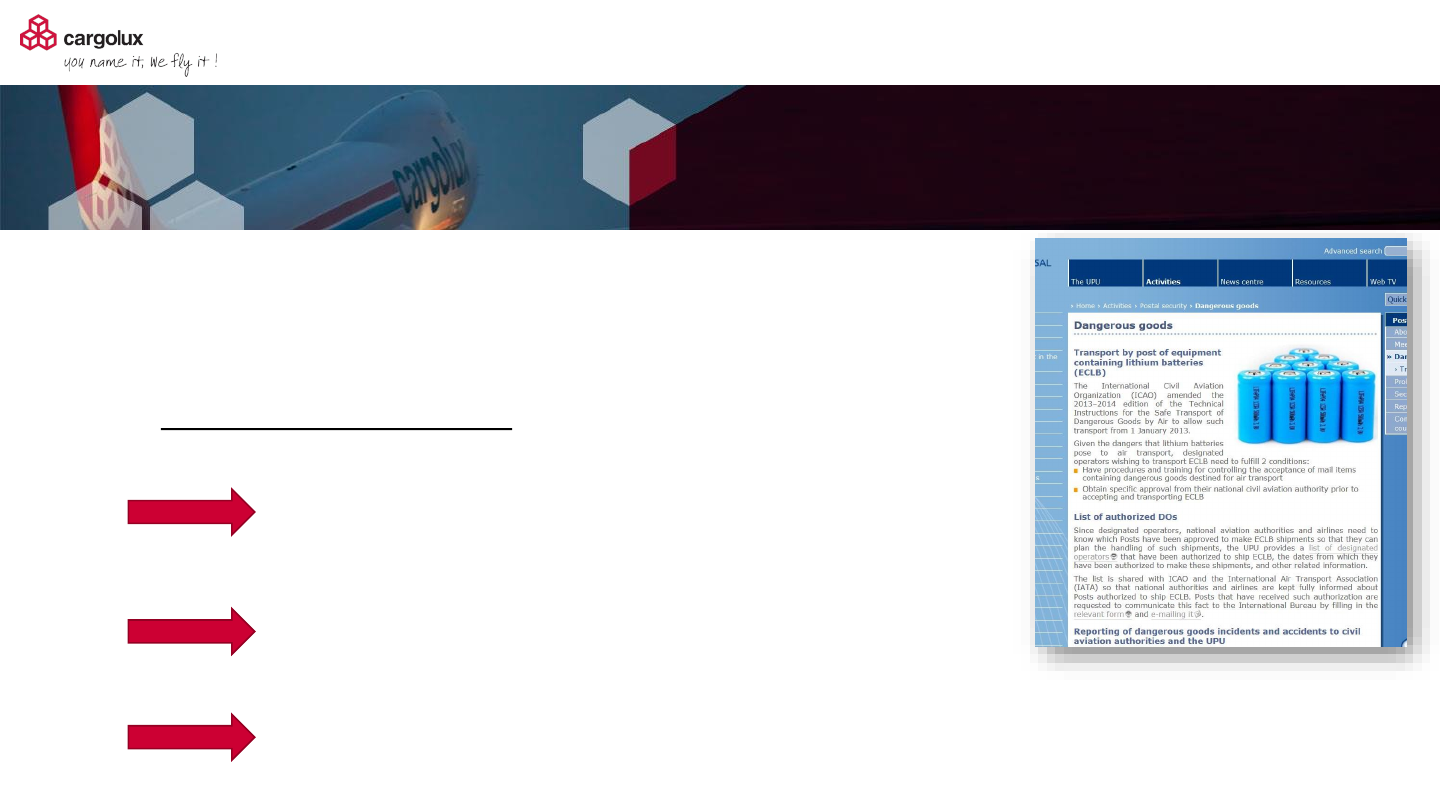 cargolux
you name it, we fly it !
cargolux
Advanced search
SAL
The UPU
Activities
News centre
Resources
Web TV
Quick
› Home › Activities › Postal security › Dangerous goods
Dangerous goods
Transport by post of equipment
containing lithium batteries
(ECLB)
The International Civil Aviation
Organization (ICAO) amended the
2013–2014 edition of the Technical
Instructions for the Safe Transport of
Dangerous Goods by Air to allow such
transport from 1 January 2013.
Given the dangers that lithium batteries
pose to air transport, designated
operators wishing to transport ECLB need to fulfill 2 conditions:
Have procedures and training for controlling the acceptance of mail items
containing dangerous goods destined for air transport
Obtain specific approval from their national civil aviation authority prior to
accepting and transporting ECLB
List of authorized DOs
Since designated operators, national aviation authorities and airlines need to
know which Posts have been approved to make ECLB shipments so that they can
plan the handling of such shipments, the UPU provides a list of designated
operators that have been authorized to ship ECLB, the dates from which they
have been authorized to make these shipments, and other related information.
The list is shared with ICAO and the International Air Transport Association
(IATA) so that national authorities and airlines are kept fully informed about
Posts authorized to ship ECLB. Posts that have received such authorization are
requested to communicate this fact to the International Bureau by filling in the
relevant form and e-mailing it.
Reporting of dangerous goods incidents and accidents to civil
aviation authorities and the UPU
in the
s
Pos
Abo
Mee
» Dan
› Tr
Prol
Sec
Rep
Con
cou